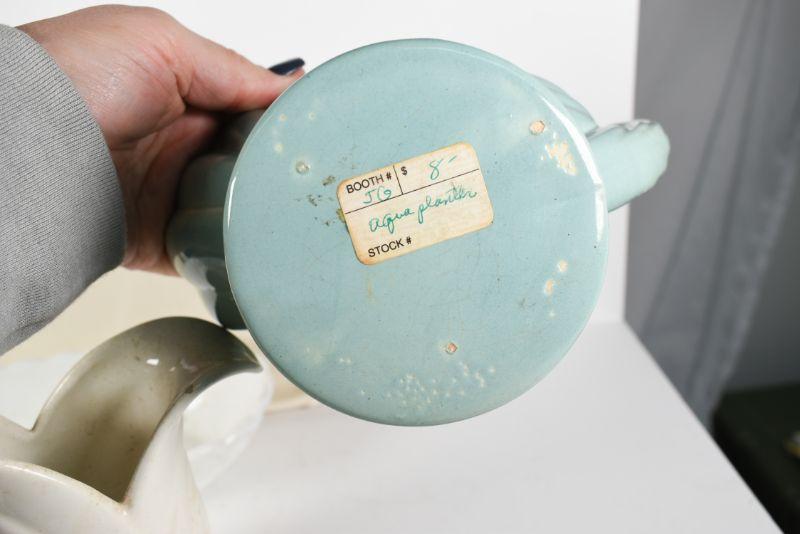 BOOTH # $ 8-
JG
aqua planter
STOCK #